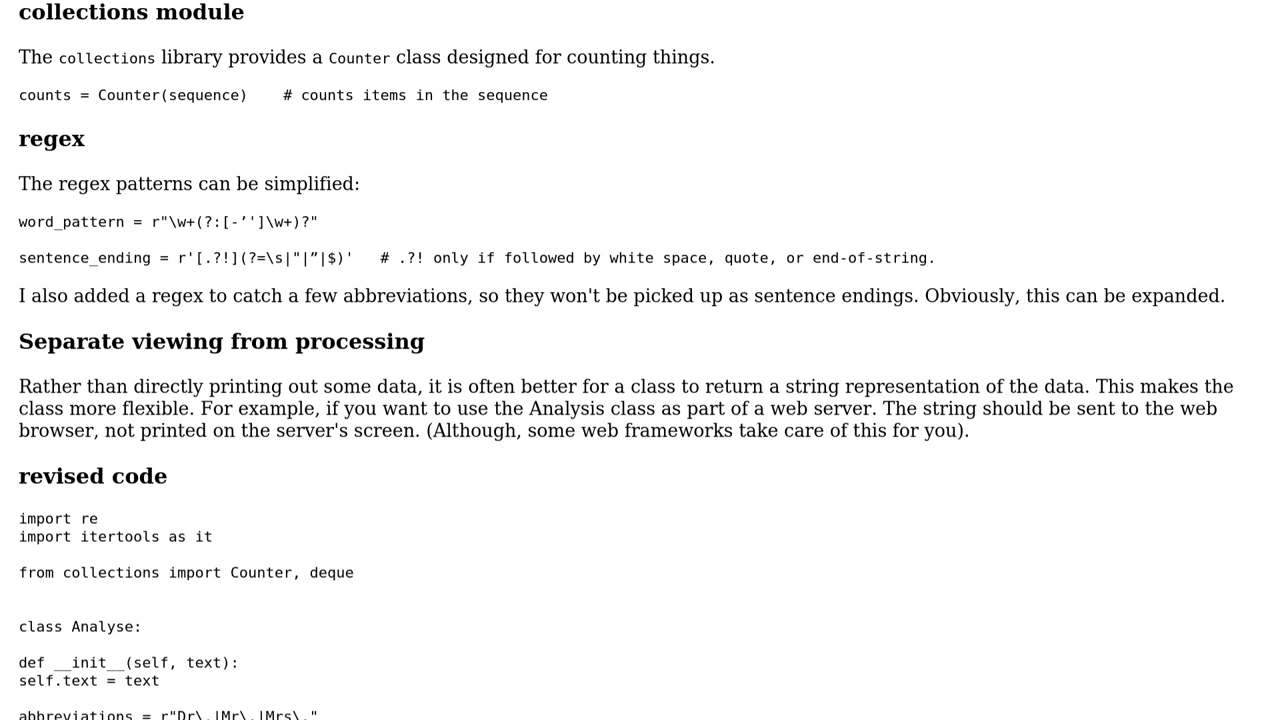 collections module
The collections library provides a Counter class designed for counting things.
counts = Counter(sequence)    # counts items in the sequence
regex
The regex patterns can be simplified:
word_pattern = r"\w+(?:[-’']\w+)?"
sentence_ending = r'[.?!](?=\s|"|”|$)'   # .?! only if followed by white space, quote, or end-of-string.
I also added a regex to catch a few abbreviations, so they won't be picked up as sentence endings. Obviously, this can be expanded.
Separate viewing from processing
Rather than directly printing out some data, it is often better for a class to return a string representation of the data. This makes the
class more flexible. For example, if you want to use the Analysis class as part of a web server. The string should be sent to the web
browser, not printed on the server's screen. (Although, some web frameworks take care of this for you).
revised code
import re
import itertools as it
from collections import Counter, deque
class Analyse:
def __init__(self, text):
self.text = text
abbreviations = r"Dr\.|Mr\.|Mrs\."